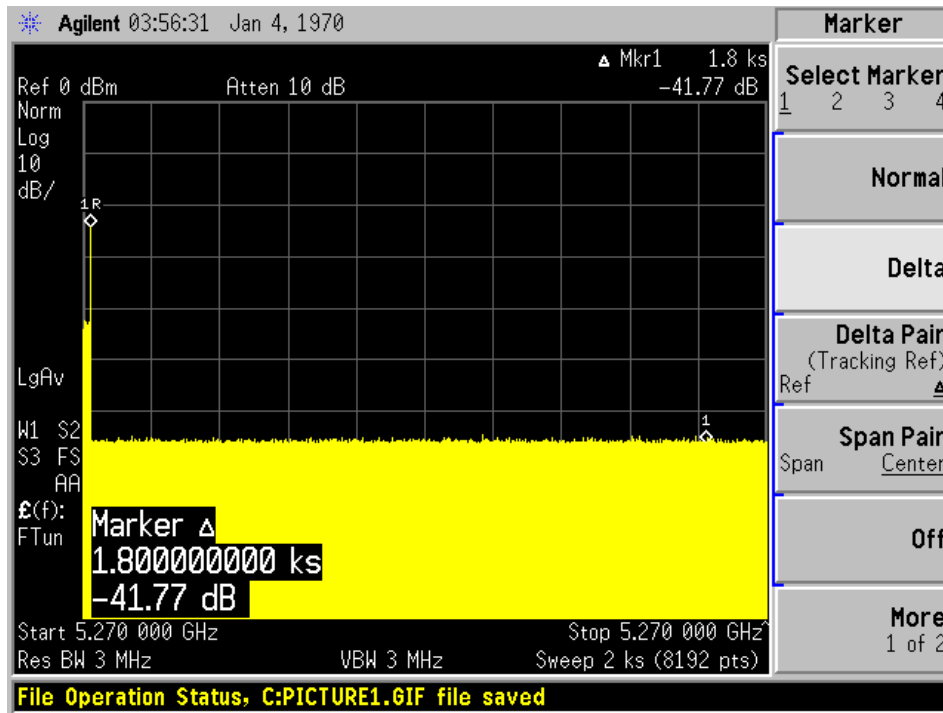 Agilent 03:56:31 Jan 4, 1970
Δ Mkr1 1.8 ks
Ref 0 dBm Atten 10 dB -41.77 dB
Norm
Log
10
dB/
1R
LgAv
1
W1 S2
S3 FS
AA
£(f):
FTun
Marker Δ
1.800000000 ks
-41.77 dB
Start 5.270 000 GHz Stop 5.270 000 GHz^
Res BW 3 MHz VBW 3 MHz Sweep 2 ks (8192 pts)
File Operation Status, C:PICTURE1.GIF file saved
Marker
Select Marker
1 2 3 4
Normal
Delta
Delta Pair
(Tracking Ref)
Ref Δ
Span Pair
Span Center
Off
More
1 of 2